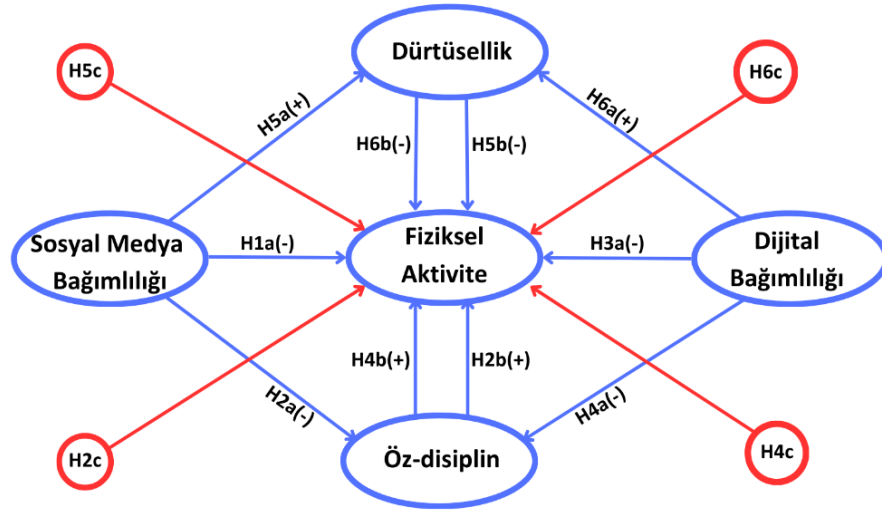 Dürtüsellik
H5c
H6c
H5a(+)
H6a(+)
H6b(-)
H5b(-)
Sosyal Medya
Bağımlılığı
H1a(-)
Fiziksel
Aktivite
H3a(-)
Dijital
Bağımlılığı
H4b(+)
H2b(+)
H2a(-)
H4a(-)
H2c
Öz-disiplin
H4c